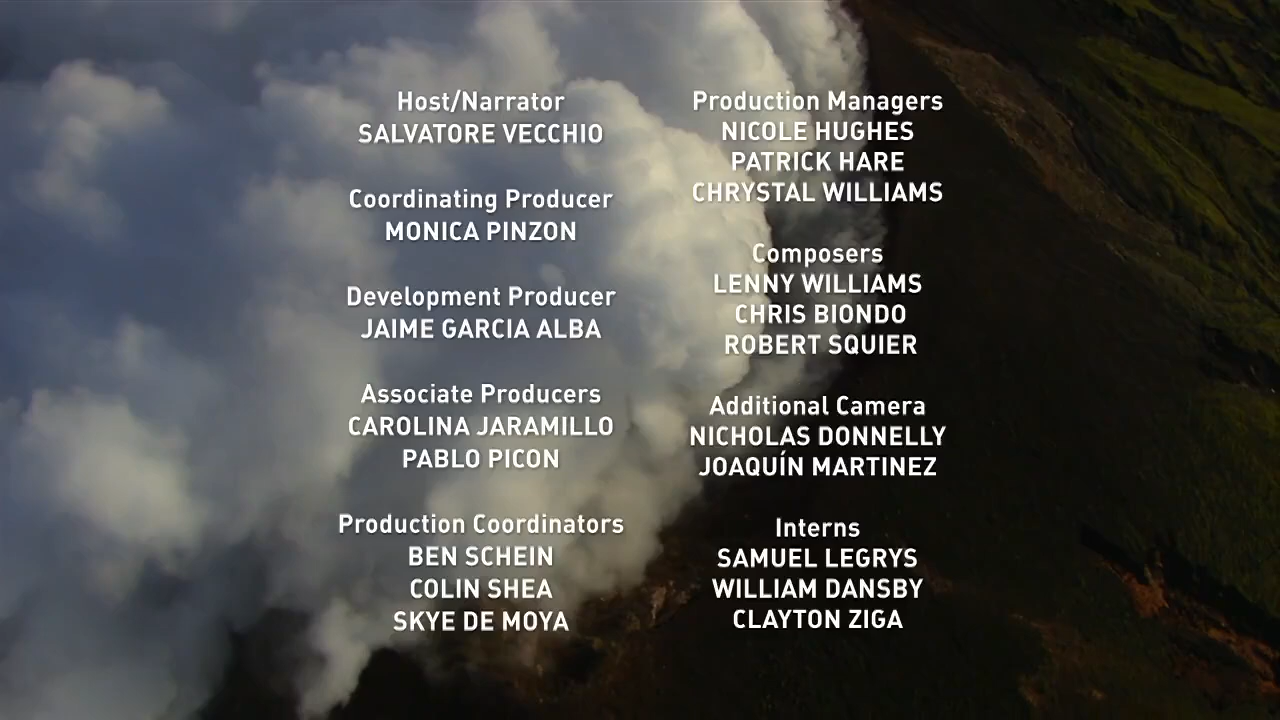 Host/Narrator
SALVATORE VECCHIO
Coordinating Producer
MONICA PINZON
Development Producer
JAIME GARCIA ALBA
Associate Producers
CAROLINA JARAMILLO
PABLO PICON
Production Coordinators
BEN SCHEIN
COLIN SHEA
SKYE DE MOYA
Production Managers
NICOLE HUGHES
PATRICK HARE
CHRYSTAL WILLIAMS
Composers
LENNY WILLIAMS
CHRIS BIONDO
ROBERT SQUIER
Additional Camera
NICHOLAS DONNELLY
JOAQUÍN MARTINEZ
Interns
SAMUEL LEGRYS
WILLIAM DANSBY
CLAYTON ZIGA